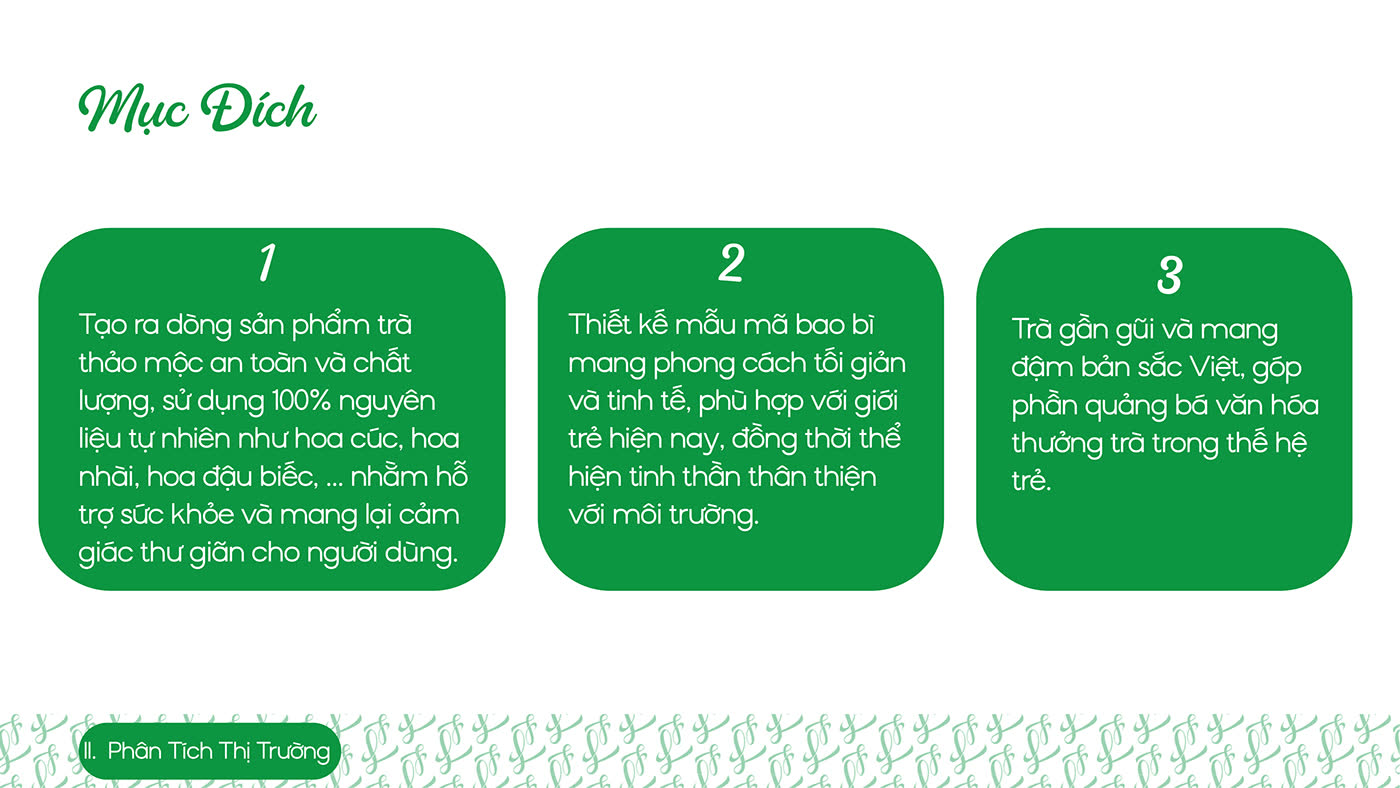 Mục Đích
1
Tạo ra dòng sản phẩm trà
thảo mộc an toàn và chất
lượng, sử dụng 100% nguyên
liệu tự nhiên như hoa cúc, hoa
nhài, hoa đậu biếc, ... nhằm hỗ
trợ sức khỏe và mang lại cảm
giác thư giãn cho người dùng.
2
Thiết kế mẫu mã bao bì
mang phong cách tối giản
và tinh tế, phù hợp với giới
trẻ hiện nay, đồng thời thể
hiện tinh thần thân thiện
với môi trường.
3
Trà gần gũi và mang
đậm bản sắc Việt, góp
phần quảng bá văn hóa
thưởng trà trong thế hệ
trẻ.
II. Phân Tích Thị Trường